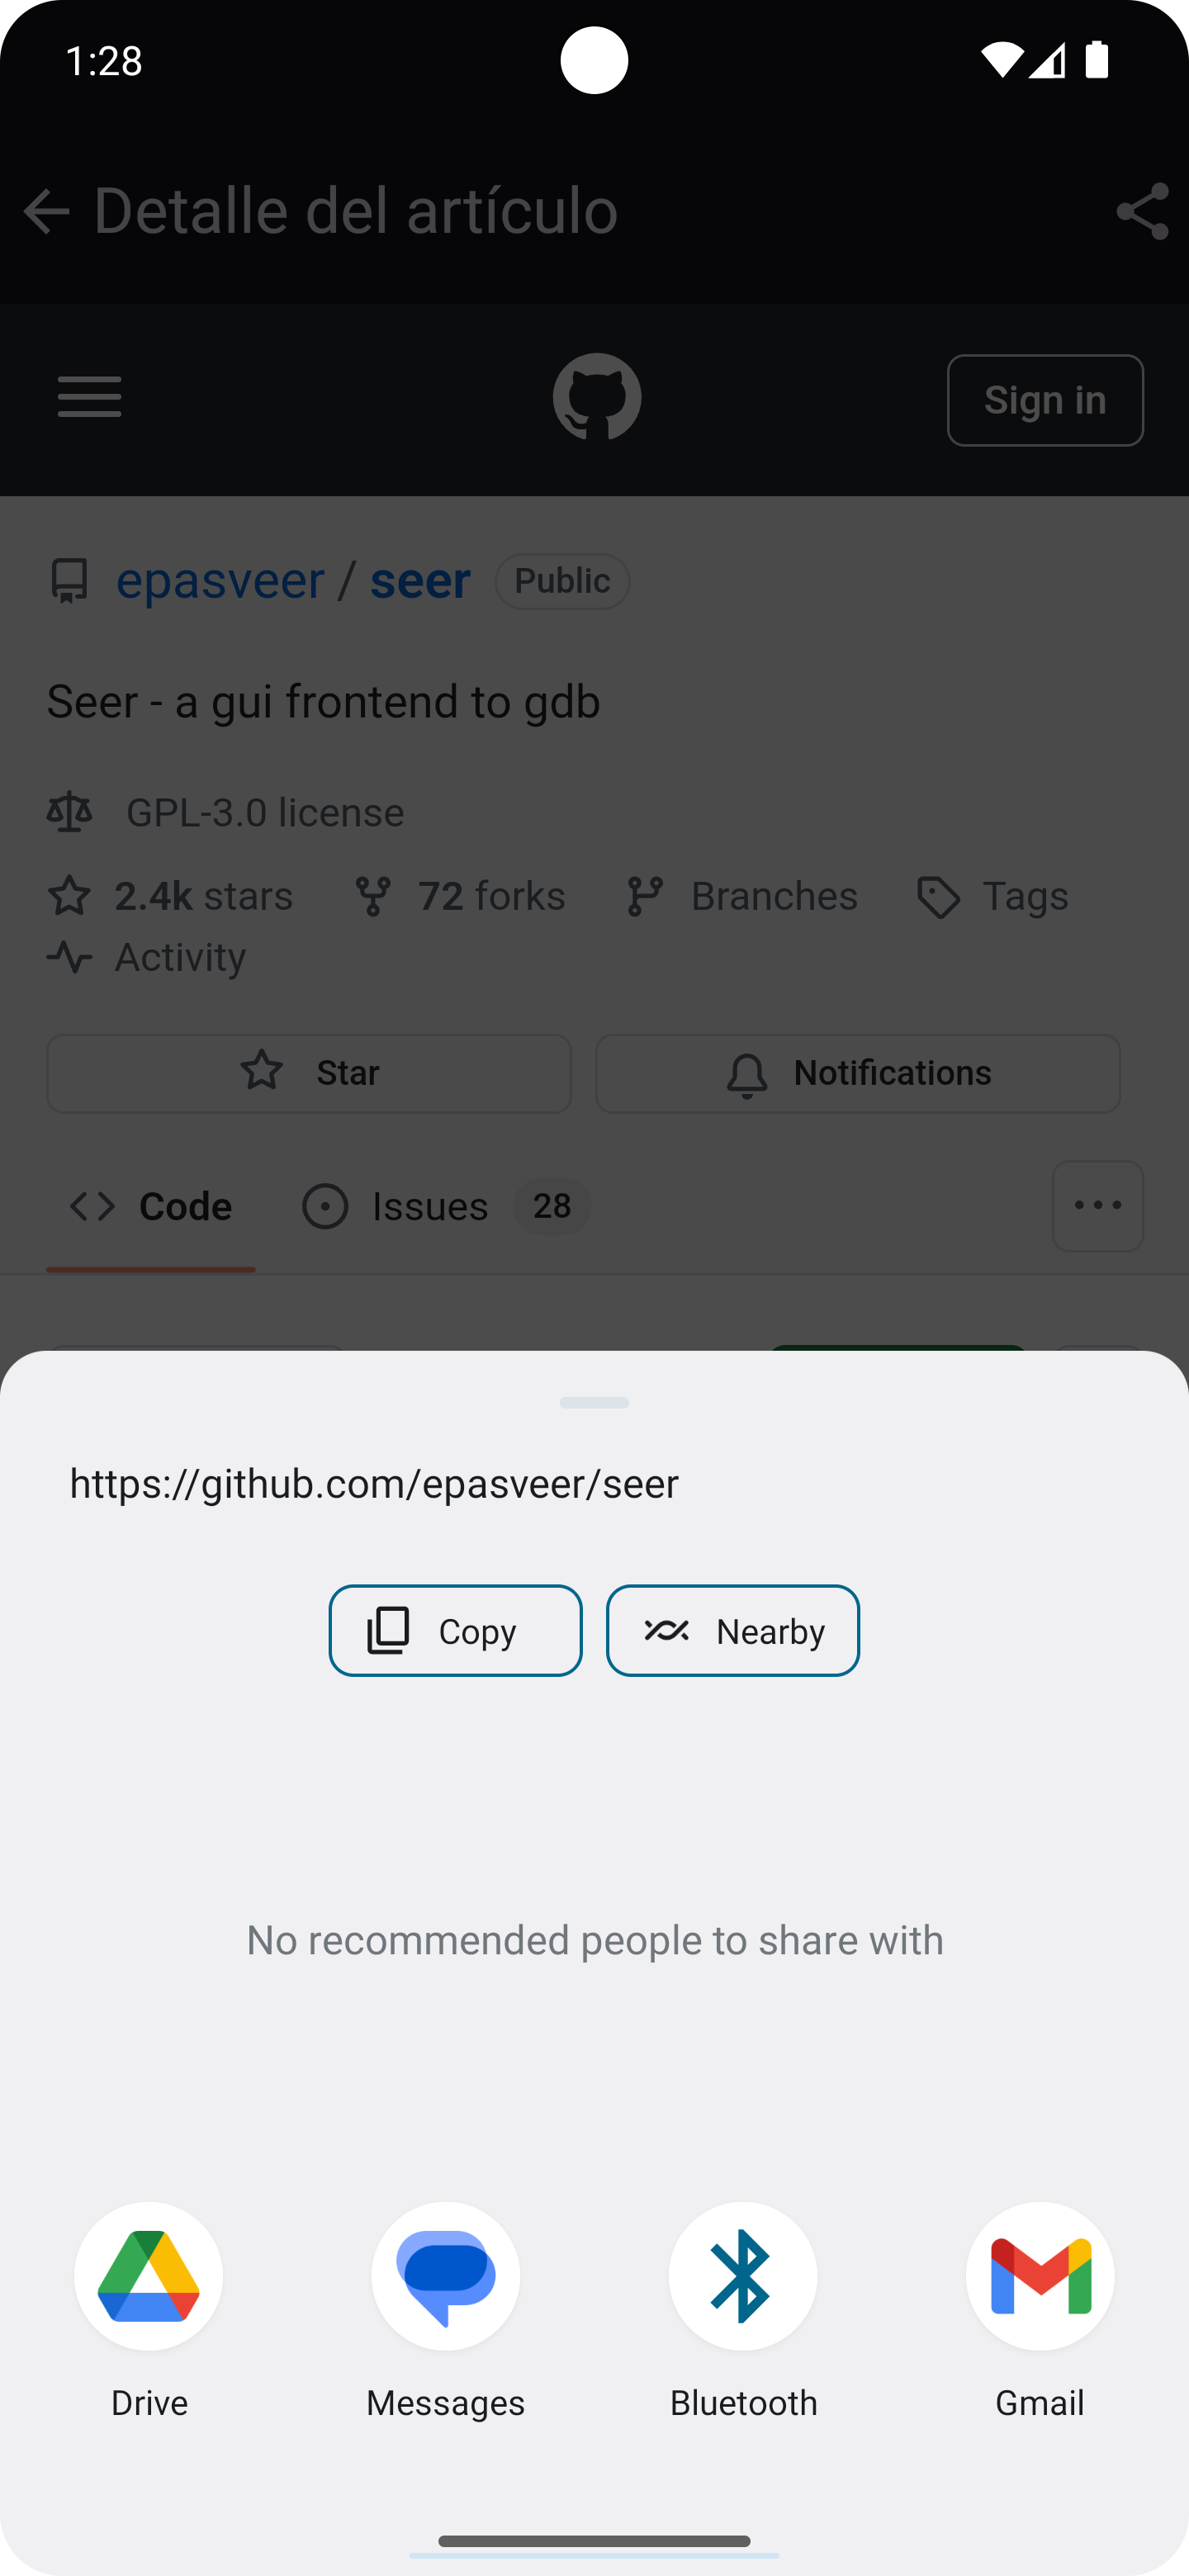 1:28
Detalle del artículo
Sign in
epasveer / seer Public
Seer - a gui frontend to gdb
GPL-3.0 license
2.4k stars 72 forks Branches Tags
Activity
Star Notifications
Code Issues 28
https://github.com/epasveer/seer
Copy Nearby
No recommended people to share with
Drive Messages Bluetooth Gmail